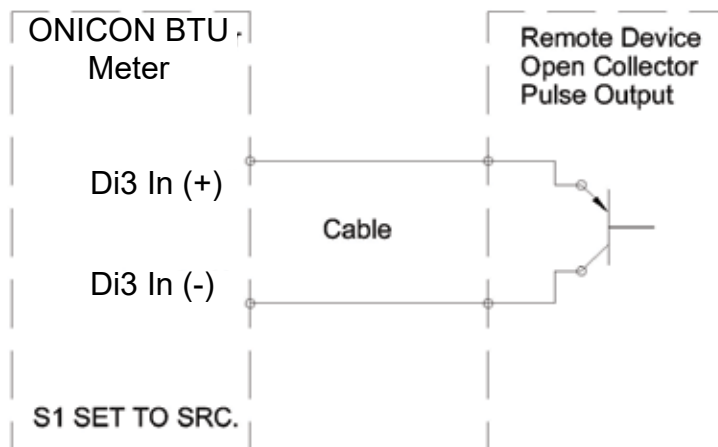 ONICON BTU
Meter
Remote Device
Open Collector
Pulse Output
Di3 In (+)
Cable
Di3 In (-)
S1 SET TO SRC.